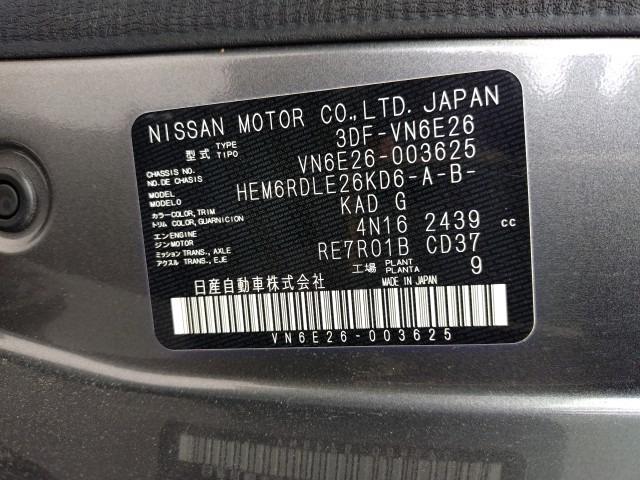 NISSAN MOTOR CO.,LTD. JAPAN
型式 TYPE TIPO 3DF-VN6E26
CHASSIS NO. NO.DE CHASIS VN6E26-003625
MODEL MODELO HEM6RDLE26KD6-A-B-
カラー COLOR, TRIM トリム COLOR, GUARNICION KAD G
エンジン ENGINE MOTOR 4N16 2439 cc
ミッション TRANS., AXLE アクスル TRANS., EJE RE7R01B CD37
工場 PLANT PLANTA 9
日産自動車株式会社 MADE IN JAPAN
VN6E26-003625